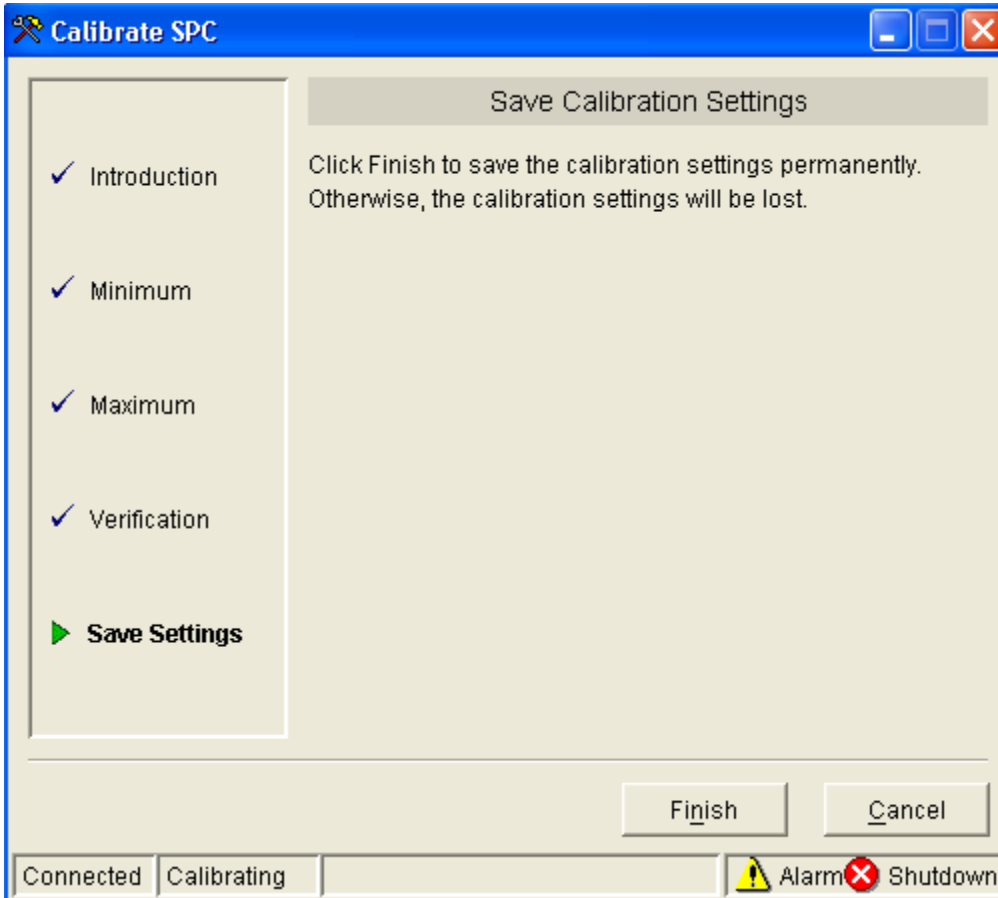 Calibrate SPC
Save Calibration Settings
Click Finish to save the calibration settings permanently.
Otherwise, the calibration settings will be lost.
Introduction
Minimum
Maximum
Verification
Save Settings
Finish
Cancel
Connected
Calibrating
Alarm
Shutdown